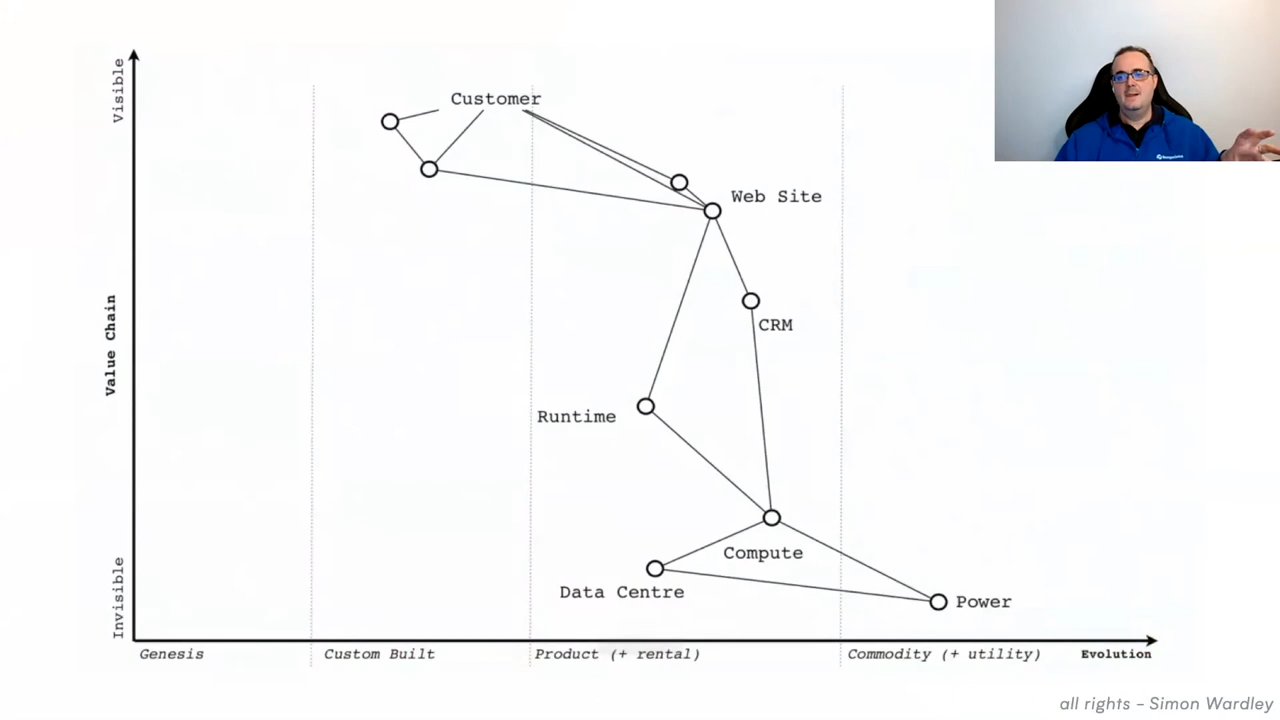 Visible
Customer
Web Site
Value Chain
CRM
Runtime
Compute
Data Centre
Power
Invisible
Genesis
Custom Built
Product (+ rental)
Commodity (+ utility)
Evolution
all rights – Simon Wardley